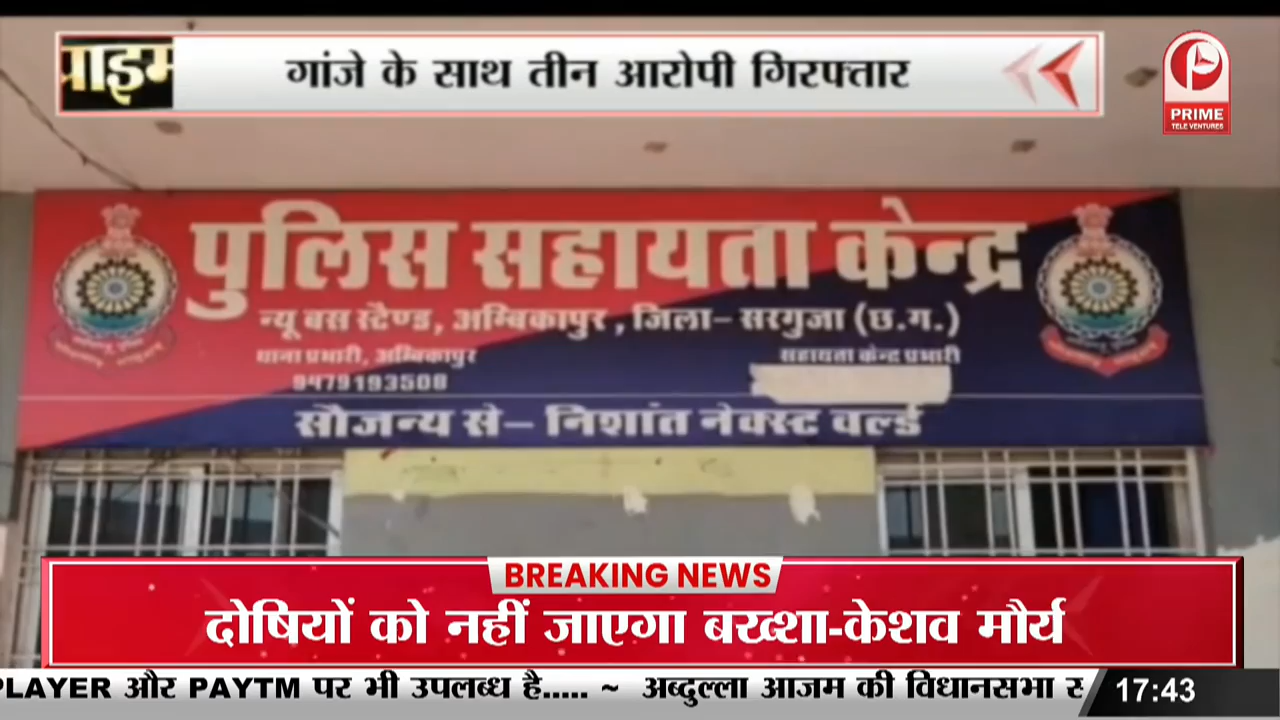 प्राइम
गांजे के साथ तीन आरोपी गिरफ्तार
PRIME
TELE VENTURES
पुलिस सहायता केन्द्र
न्यू बस स्टैण्ड, अम्बिकापुर , जिला– सरगुजा (छ.ग.)
थाना प्रभारी, अम्बिकापुर
सहायता केन्द्र प्रभारी
9479193508
सौजन्य से– निशांत नेक्स्ट वर्ल्ड
BREAKING NEWS
दोषियों को नहीं जाएगा बख्शा-केशव मौर्य
PLAYER और PAYTM पर भी उपलब्ध है..... ~ अब्दुल्ला आजम की विधानसभा
17:43